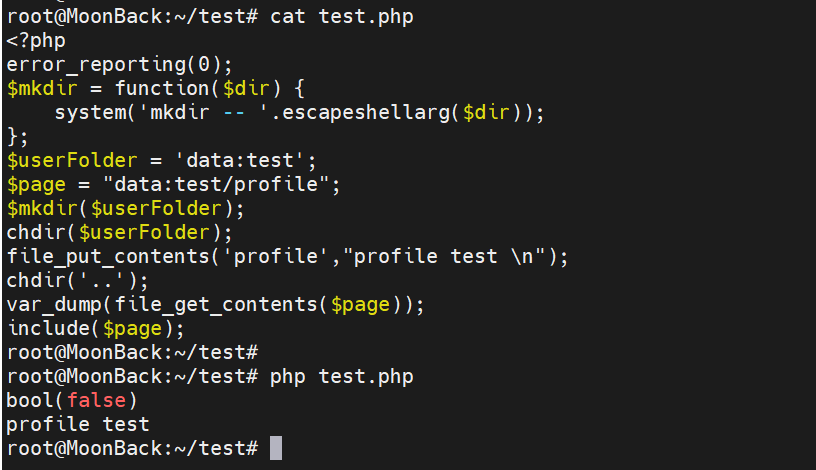 root@MoonBack:~/test# cat test.php
<?php
error_reporting(0);
$mkdir = function($dir) {
    system('mkdir -- '.escapeshellarg($dir));
};
$userFolder = 'data:test';
$page = "data:test/profile";
$mkdir($userFolder);
chdir($userFolder);
file_put_contents('profile',"profile test \n");
chdir('..');
var_dump(file_get_contents($page));
include($page);
root@MoonBack:~/test#
root@MoonBack:~/test# php test.php
bool(false)
profile test
root@MoonBack:~/test#